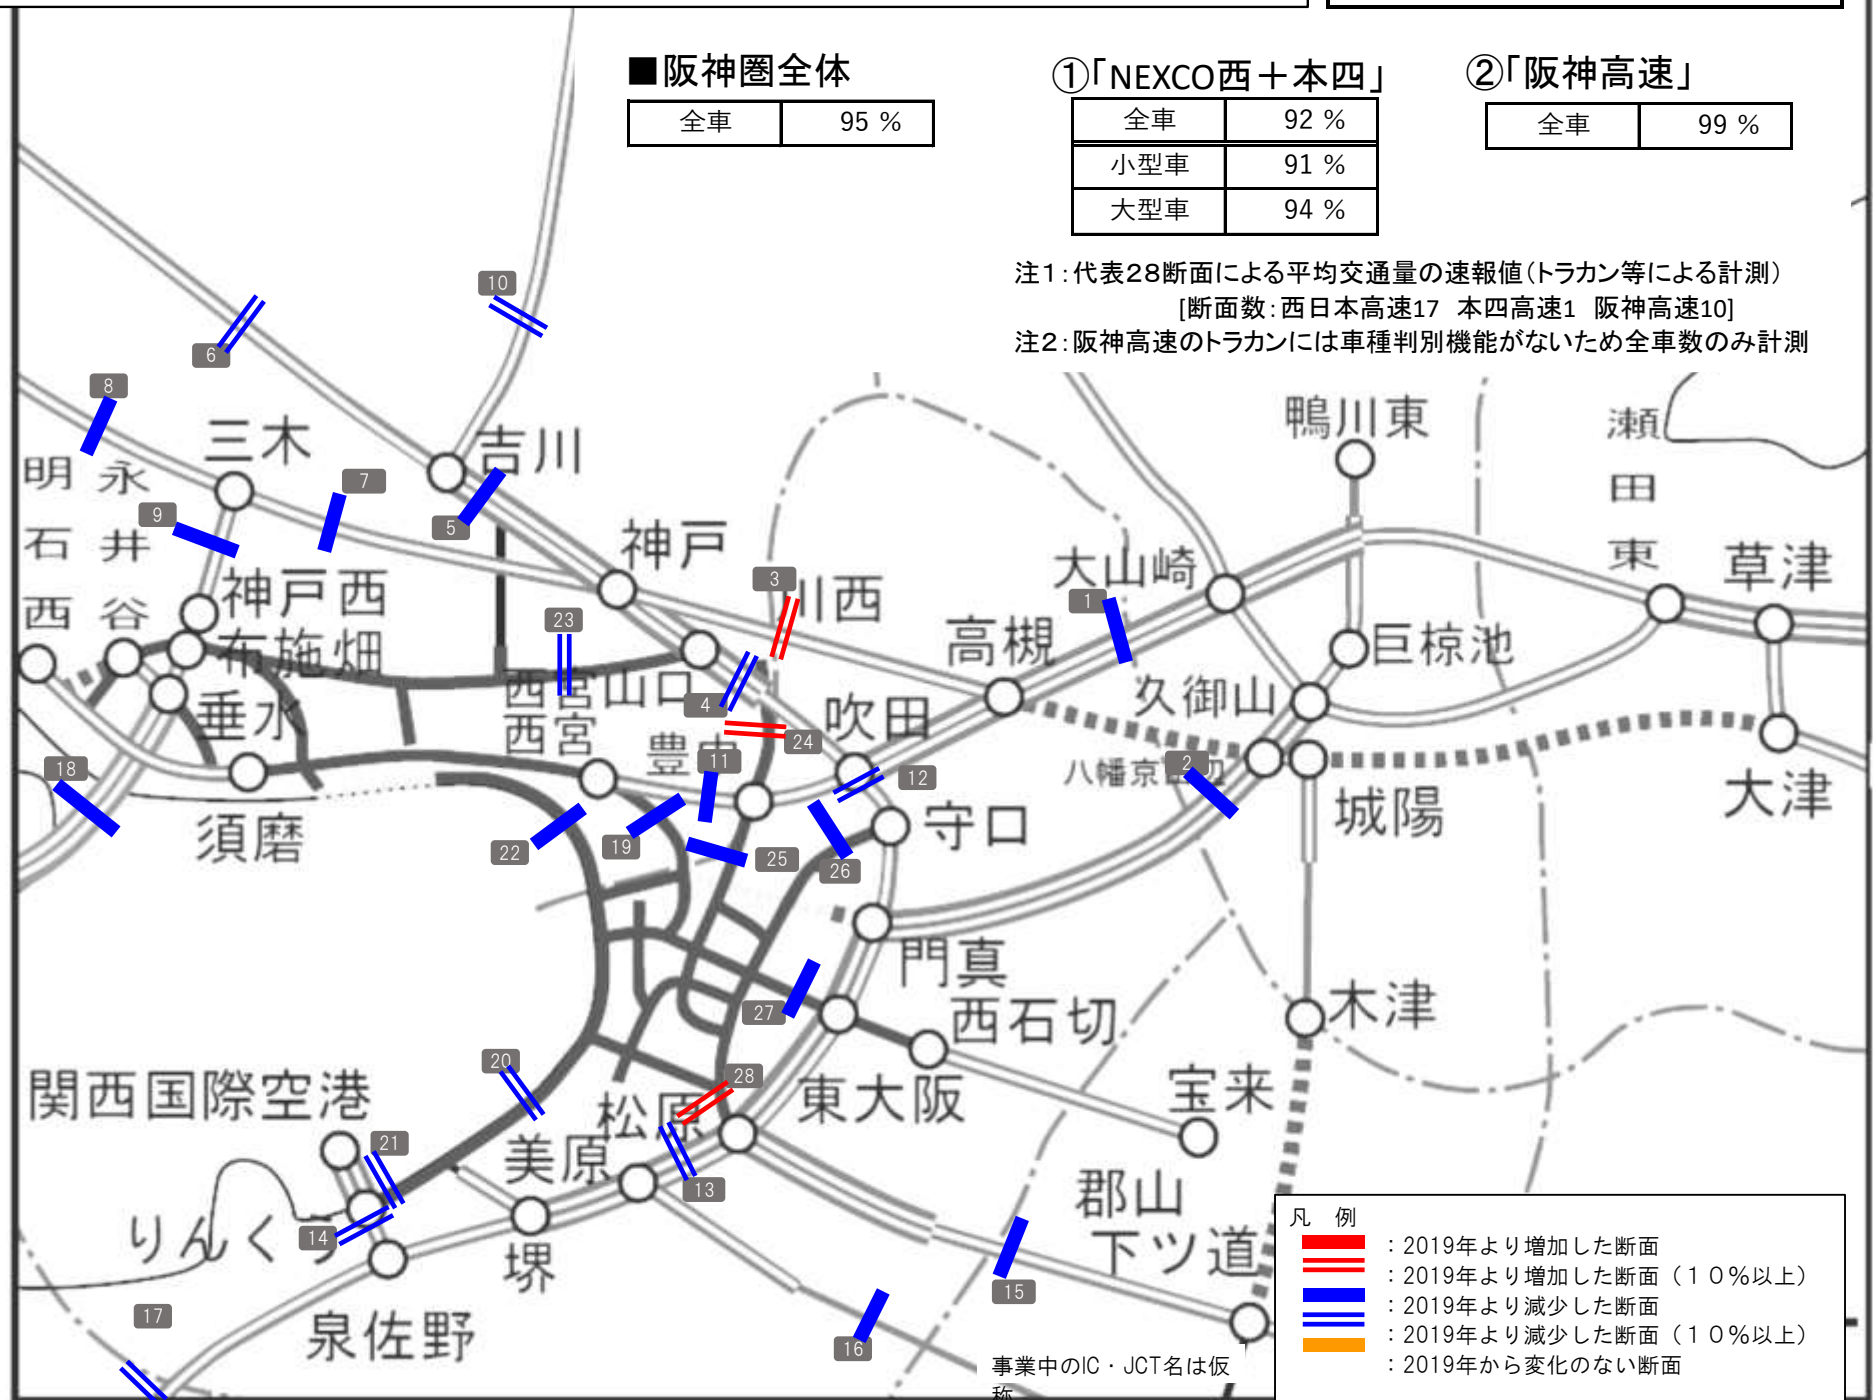 ■阪神圏全体
全車 95 %
①「NEXCO西＋本四」
全車 92 %
小型車 91 %
大型車 94 %
②「阪神高速」
全車 99 %
注1：代表28断面による平均交通量の速報値（トラカン等による計測）
[断面数：西日本高速17 本四高速1 阪神高速10]
注2：阪神高速のトラカンには車種判別機能がないため全車数のみ計測
10
6
8
三木
吉川
鴨川東
瀬田東
明石西
永井谷
7
9
5
神戸
草津
大山崎
3
川西
1
神戸西
布施畑
23
高槻
巨椋池
西宮山口
4
久御山
垂水
西宮
吹田
24
豊中
11
12
2
八幡京田辺
18
大津
城陽
須磨
守口
22
19
25
26
門真
27
西石切
木津
20
28
関西国際空港
松原
東大阪
宝来
21
美原
13
郡山
下ツ道
りんくう
14
堺
15
17
泉佐野
16
事業中のIC・JCT名は仮
称
凡 例
：2019年より増加した断面
：2019年より増加した断面（１０％以上）
：2019年より減少した断面
：2019年より減少した断面（１０％以上）
：2019年から変化のない断面